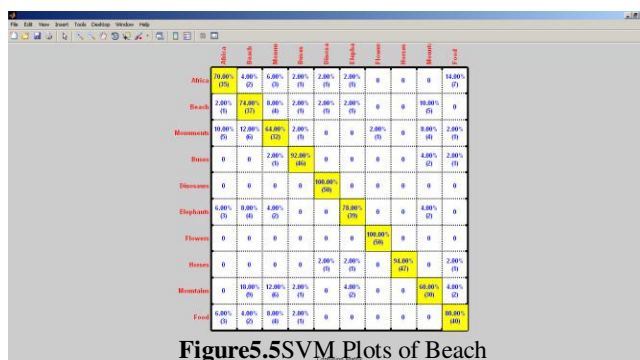 File Edit View Insert Tools Desktop Window Help
Africa Beach Buses Flower Horses Food
Africa 70.00% (35) 4.00% (2) 6.00% (3) 2.00% (1) 2.00% (1) 2.00% (1) 0 0 0 14.00% (7)
Beach 2.00% (1) 74.00% (37) 8.00% (4) 2.00% (1) 2.00% (1) 2.00% (1) 0 0 10.00% (5) 0
Monuments 10.00% (5) 12.00% (6) 64.00% (32) 2.00% (1) 0 0 2.00% (1) 0 8.00% (4) 2.00% (1)
Buses 0 0 2.00% (1) 92.00% (46) 0 0 0 0 4.00% (2) 2.00% (1)
Dinosaurs 0 0 0 0 100.00% (50) 0 0 0 0 0
Elephants 6.00% (3) 8.00% (4) 4.00% (2) 0 0 78.00% (39) 0 0 4.00% (2) 0
Flowers 0 0 0 0 0 0 100.00% (50) 0 0 0
Horses 0 0 0 0 2.00% (1) 2.00% (1) 0 94.00% (47) 0 2.00% (1)
Mountains 0 18.00% (9) 12.00% (6) 2.00% (1) 0 4.00% (2) 0 0 60.00% (30) 4.00% (2)
Food 6.00% (3) 4.00% (2) 8.00% (4) 2.00% (1) 0 0 0 0 0 80.00% (40)
Figure5.5SVM Plots of Beach